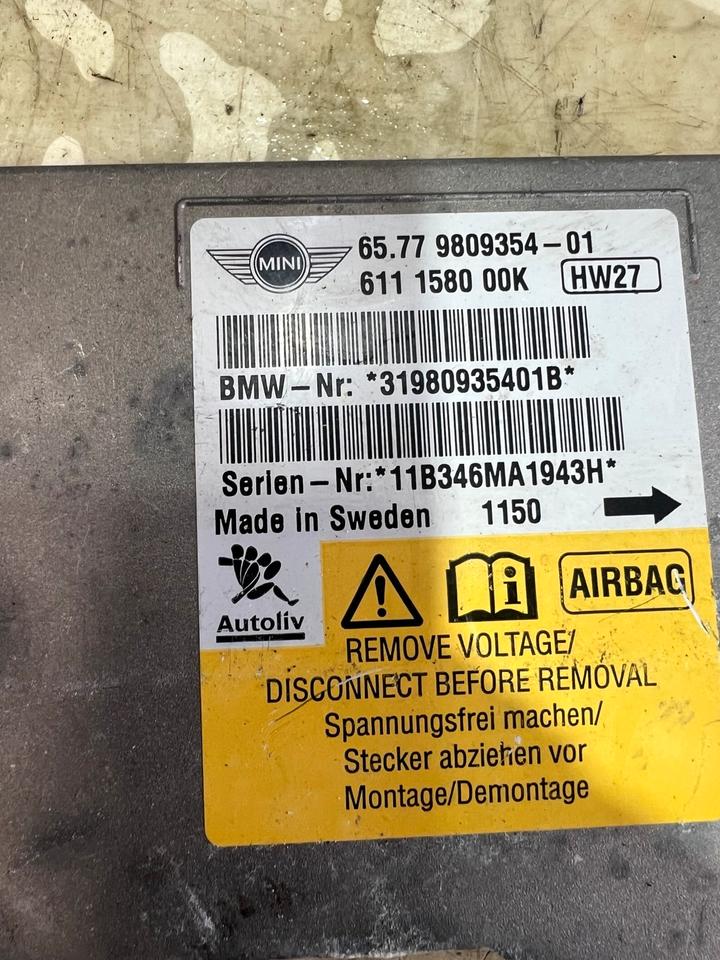 MINI
65.77 9809354-01
611 1580 00K HW27
BMW-Nr: *31980935401B*
Serien-Nr:*11B346MA1943H*
Made in Sweden 1150
Autoliv
AIRBAG
REMOVE VOLTAGE/
DISCONNECT BEFORE REMOVAL
Spannungsfrei machen/
Stecker abziehen vor
Montage/Demontage